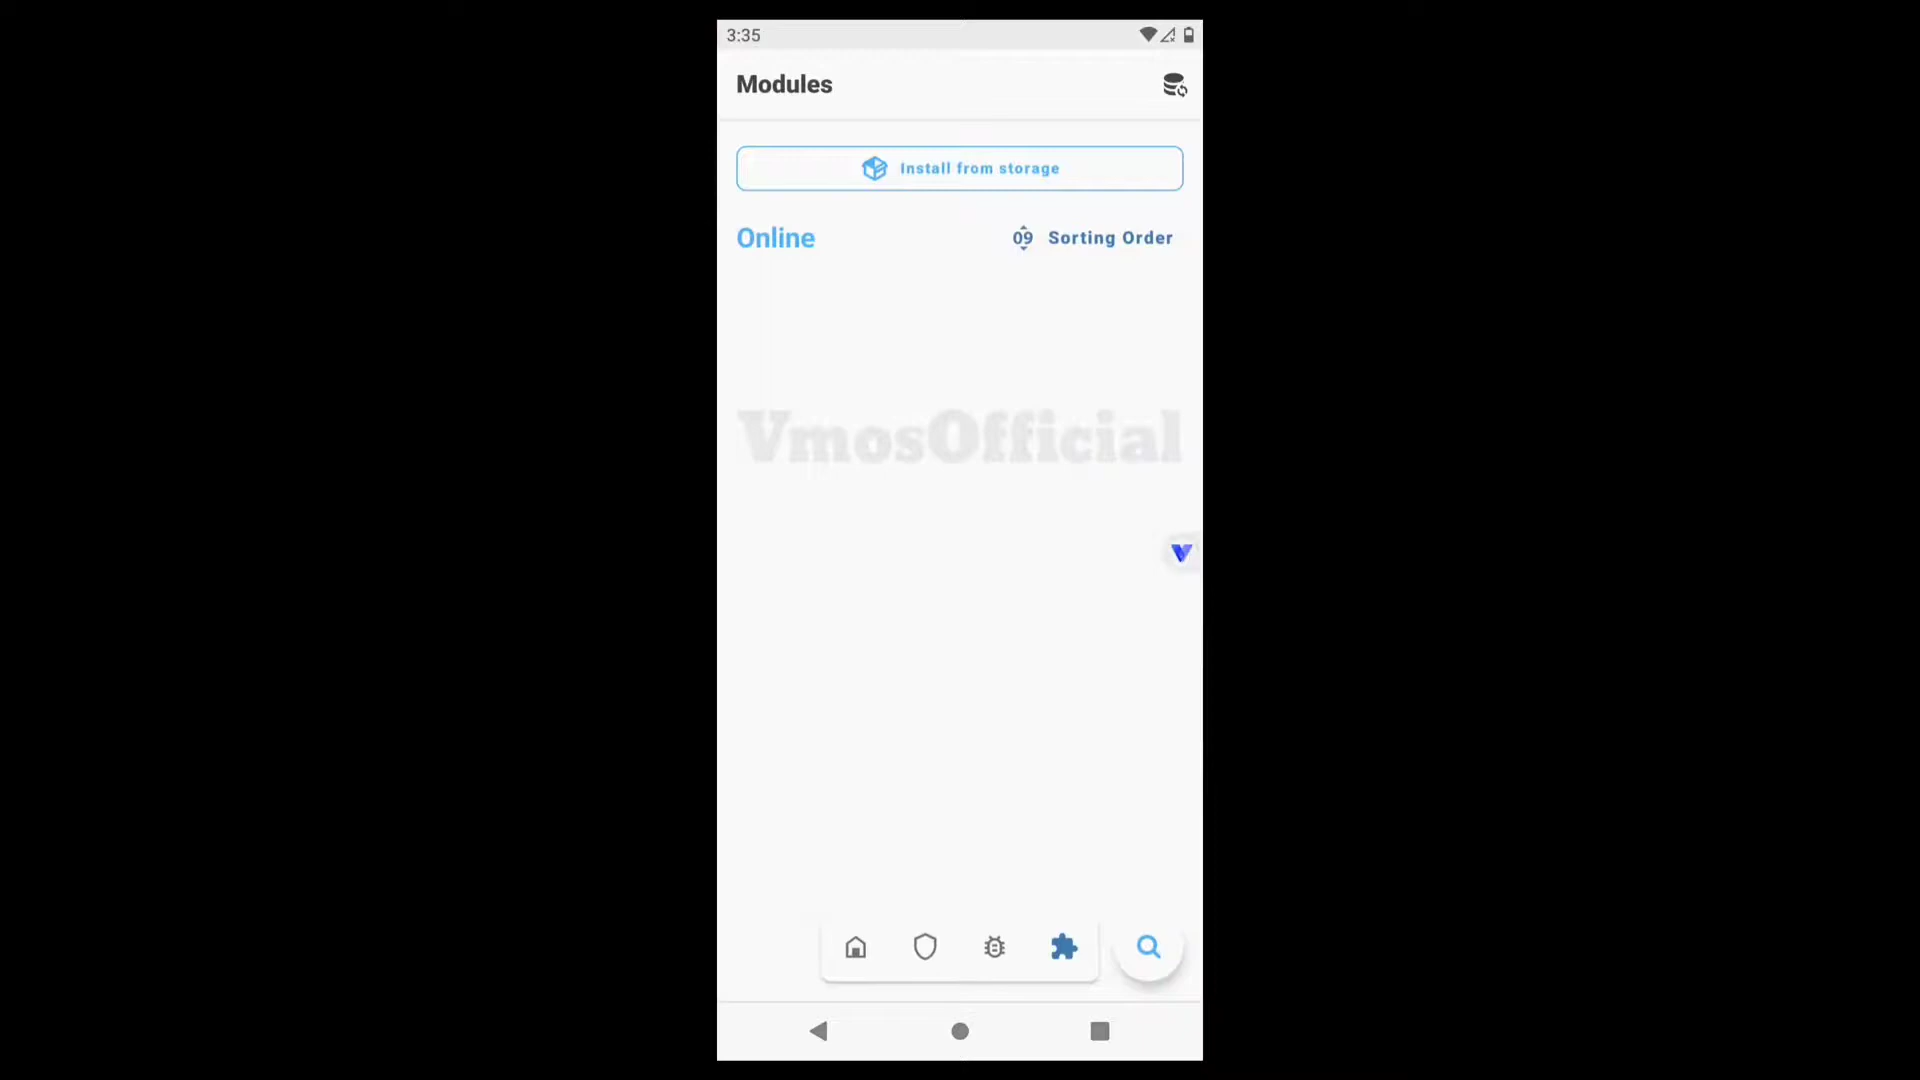 3:35
Modules
Install from storage
Online
09 Sorting Order
VmosOfficial